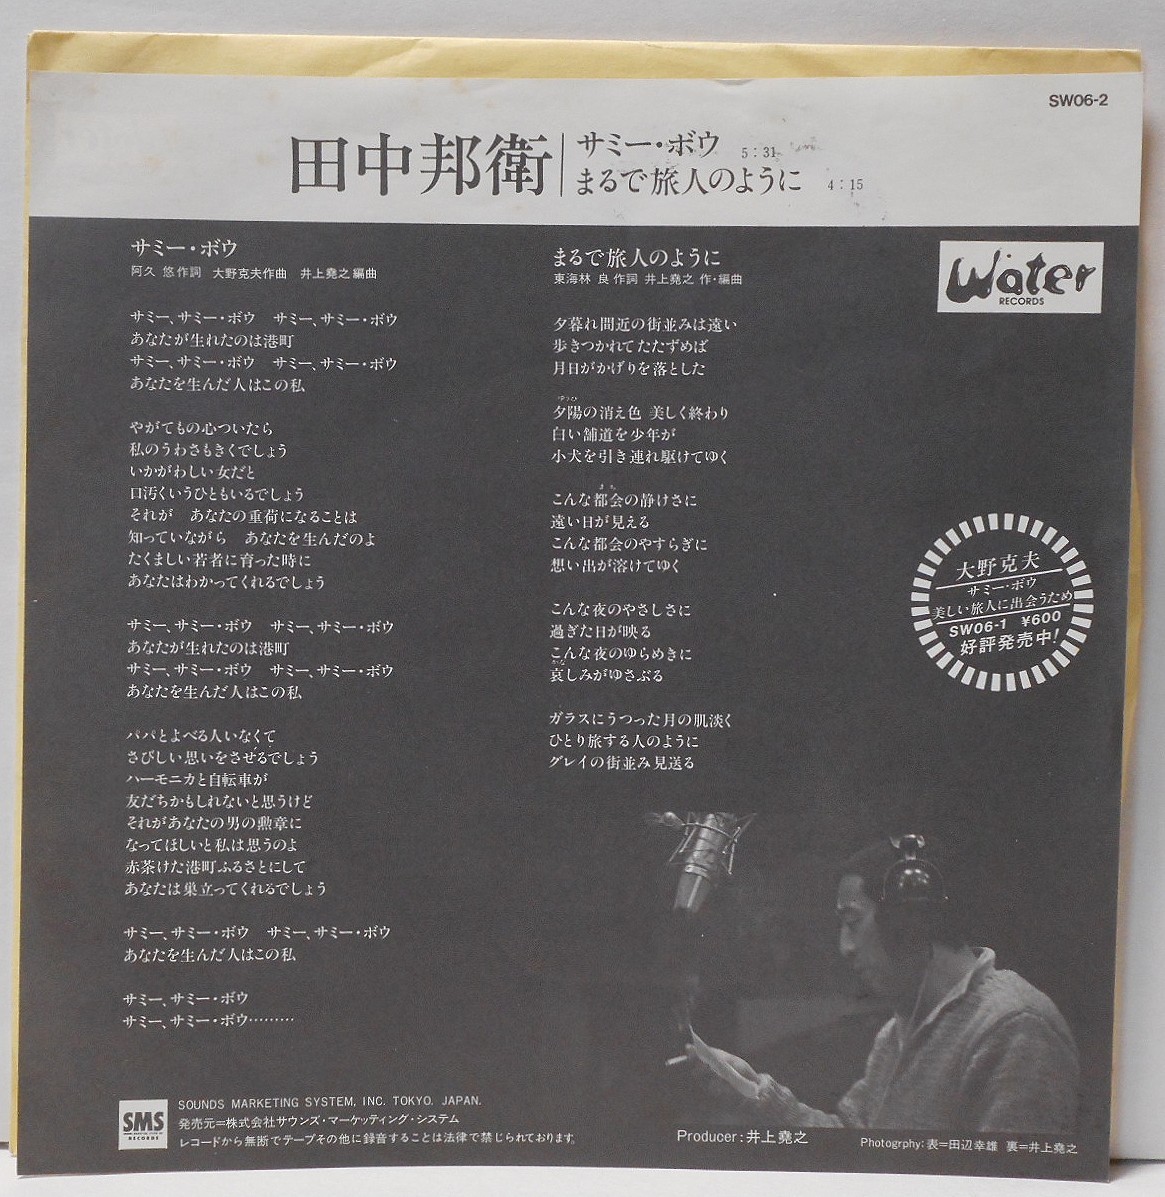 SW06-2
田中邦衛
サミー・ボウ 5:31
まるで旅人のように 4:15
サミー・ボウ
阿久 悠作詞 大野克夫作曲 井上堯之編曲
サミー、サミー・ボウ サミー、サミー・ボウ
あなたが生れたのは港町
サミー、サミー・ボウ サミー、サミー・ボウ
あなたを生んだ人はこの私
やがてもの心ついたら
私のうわさもきくでしょう
いかがわしい女だと
口汚くいうひともいるでしょう
それが あなたの重荷になることは
知っていながら あなたを生んだのよ
たくましい若者に育った時に
あなたはわかってくれるでしょう
サミー、サミー・ボウ サミー、サミー・ボウ
あなたが生れたのは港町
サミー、サミー・ボウ サミー、サミー・ボウ
あなたを生んだ人はこの私
パパとよべる人いなくて
さびしい思いをさせるでしょう
ハーモニカと自転車が
友だちかもしれないと思うけど
それがあなたの男の勲章に
なってほしいと私は思うのよ
赤茶けた港町ふるさとにして
あなたは巣立ってくれるでしょう
サミー、サミー・ボウ サミー、サミー・ボウ
あなたを生んだ人はこの私
サミー、サミー・ボウ
サミー、サミー・ボウ………
まるで旅人のように
東海林 良作詞 井上堯之 作・編曲
夕暮れ間近の街並みは遠い
歩きつかれてたたずめば
月日がかげりを落とした
ゆうひ
夕陽の消え色 美しく終わり
白い舗道を少年が
小犬を引き連れ駆けてゆく
まち
こんな都会の静けさに
遠い日が見える
こんな都会のやすらぎに
想い出が溶けてゆく
こんな夜のやさしさに
過ぎた日が映る
こんな夜のゆらめきに
かな
哀しみがゆさぶる
ガラスにうつった月の肌淡く
ひとり旅する人のように
グレイの街並み見送る
Water
RECORDS
大野克夫
サミー・ボウ
美しい旅人に出会うため
SW06-1 ¥600
好評発売中!
SMS
RECORDS
SOUNDS MARKETING SYSTEM, INC. TOKYO. JAPAN.
発売元=株式会社サウンズ・マーケッティング・システム
レコードから無断でテープその他に録音することは法律で禁じられております。
Producer:井上堯之
Photogrphy:表=田辺幸雄 裏=井上堯之